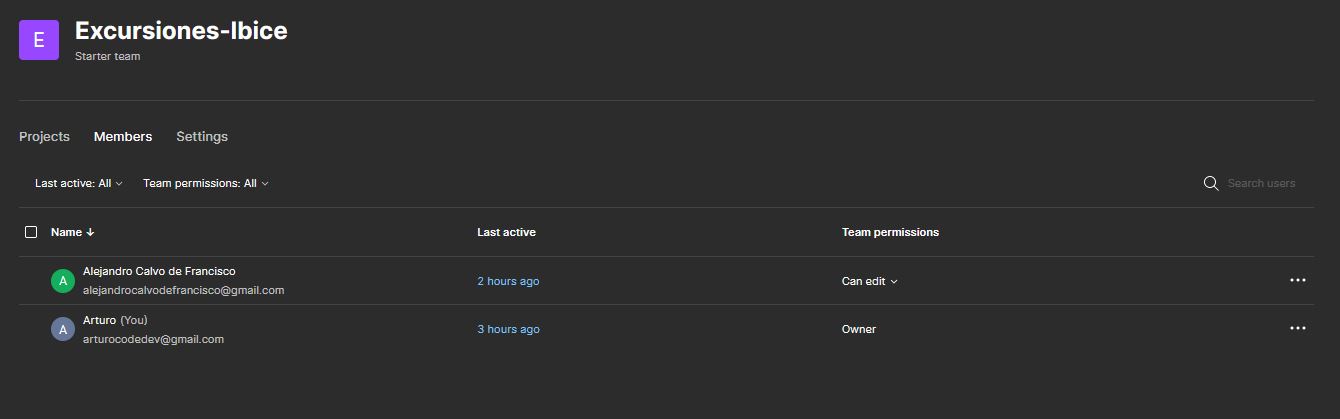 E
Excursiones-Ibice
Starter team
Projects Members Settings
Last active: All Team permissions: All Search users
Name ↓ Last active Team permissions
A Alejandro Calvo de Francisco 2 hours ago Can edit
alejandrocalvodefrancisco@gmail.com
A Arturo (You) 3 hours ago Owner
arturocodedev@gmail.com